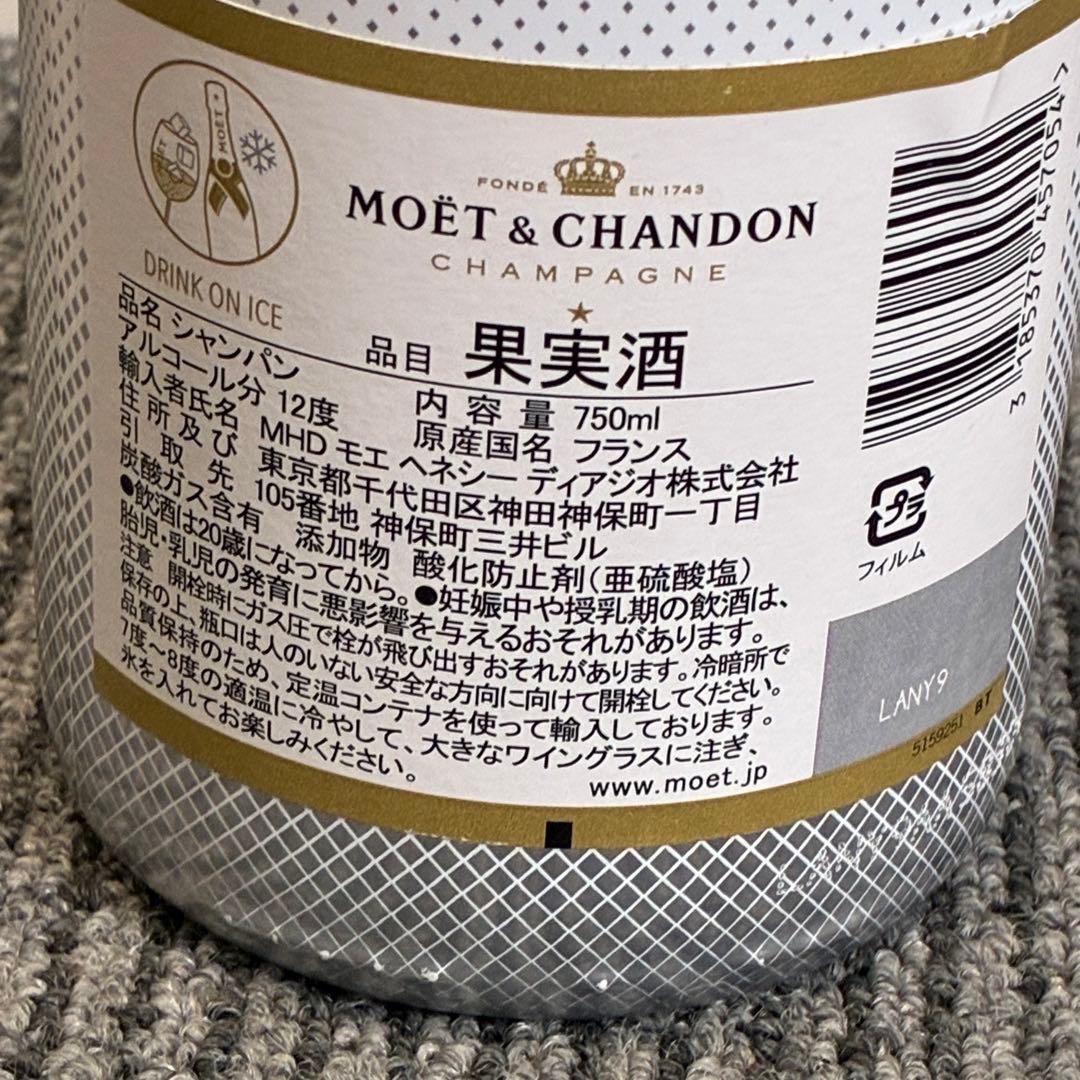 MOËT
DRINK ON ICE
FONDÉ EN 1743
MOËT & CHANDON
CHAMPAGNE
品目 果実酒
品名 シャンパン
アルコール分 12度 内容量 750ml
輸入者氏名 原産国名 フランス
MHD モエ ヘネシー ディアジオ株式会社
住所及び 東京都千代田区神田神保町一丁目
引取先 105番地 神保町三井ビル
炭酸ガス含有 添加物 酸化防止剤(亜硫酸塩)
●飲酒は20歳になってから。●妊娠中や授乳期の飲酒は、
胎児・乳児の発育に悪影響を与えるおそれがあります。
注意 開栓時にガス圧で栓が飛び出すおそれがあります。冷暗所で
保存の上、瓶口は人のいない安全な方向に向けて開栓してください。
品質保持のため、定温コンテナを使って輸入しております。
7度~8度の適温に冷やして、大きなワイングラスに注ぎ、
氷を入れてお楽しみください。
www.moet.jp
3 185370 457054 >
プラ
フィルム
LANY9
5159251 BT